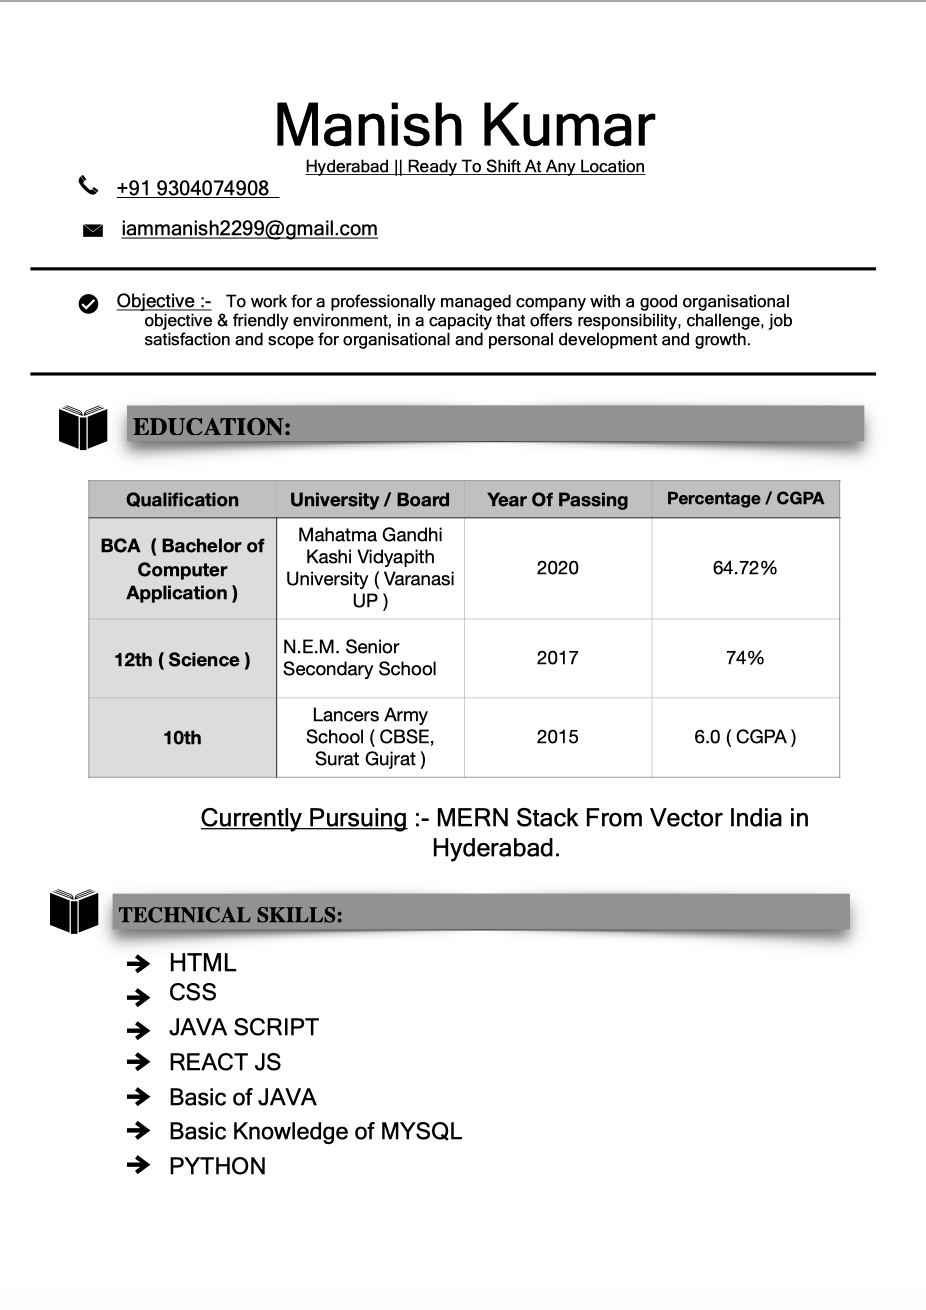 Manish Kumar
Hyderabad || Ready To Shift At Any Location
+91 9304074908
iammanish2299@gmail.com
Objective :- To work for a professionally managed company with a good organisational
objective & friendly environment, in a capacity that offers responsibility, challenge, job
satisfaction and scope for organisational and personal development and growth.
EDUCATION:
Qualification University / Board Year Of Passing Percentage / CGPA
BCA ( Bachelor of
Computer
Application )
Mahatma Gandhi
Kashi Vidyapith
University ( Varanasi
UP )
2020
64.72%
12th ( Science )
N.E.M. Senior
Secondary School
2017
74%
10th
Lancers Army
School ( CBSE,
Surat Gujrat )
2015
6.0 ( CGPA )
Currently Pursuing :- MERN Stack From Vector India in
Hyderabad.
TECHNICAL SKILLS:
HTML
CSS
JAVA SCRIPT
REACT JS
Basic of JAVA
Basic Knowledge of MYSQL
PYTHON